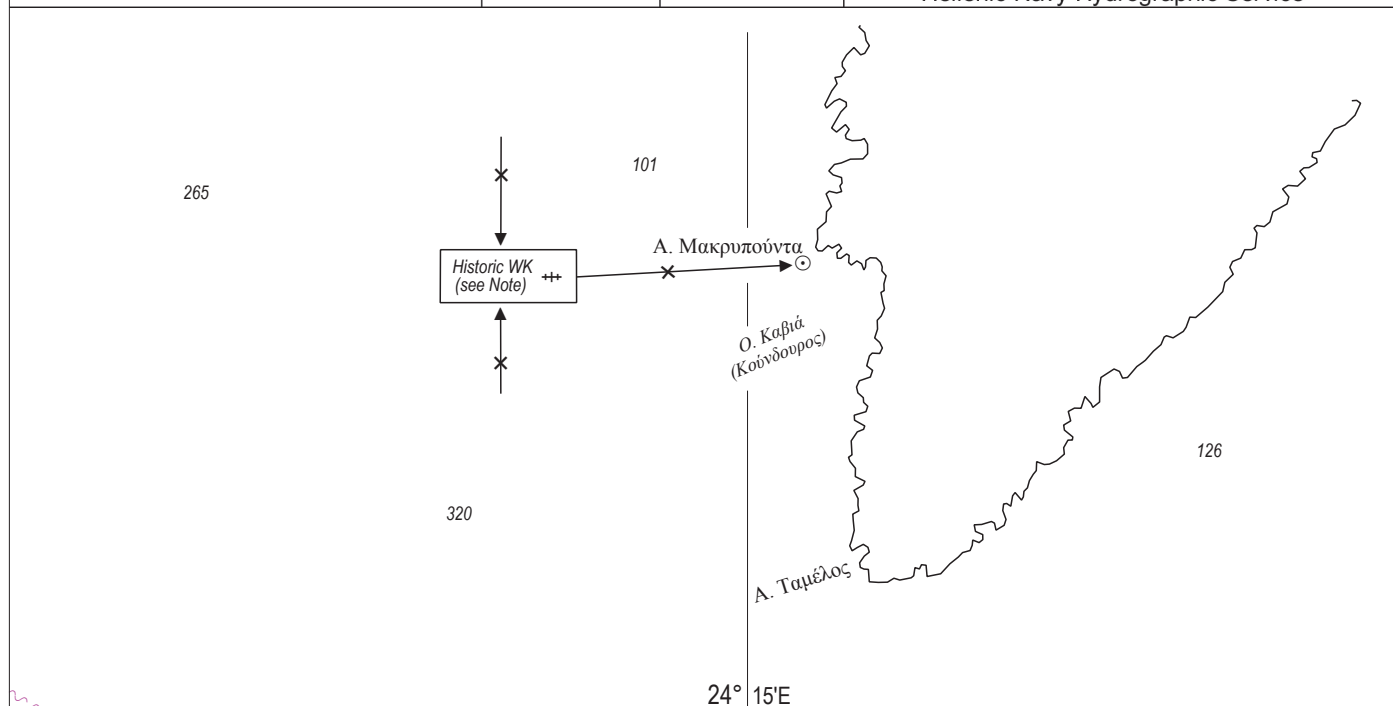 Hellenic Navy Hydrographic Service
101
265
Α. Μακρυπούντα
Historic WK
(see Note)
Ο. Καβιά
(Κούνδουρος)
126
320
Α. Ταμέλος
24° 15'E